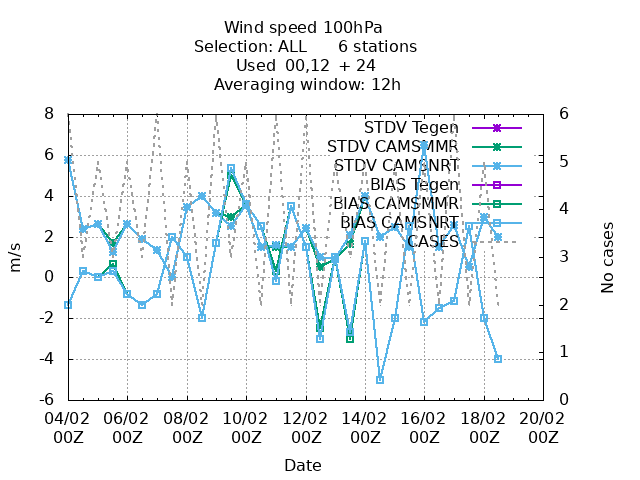 Wind speed 100hPa
Selection: ALL 6 stations
Used 00,12 + 24
Averaging window: 12h
8 6
STDV Tegen
STDV CAMSMMR
6 5
STDV CAMSNRT
BIAS Tegen
4 4
BIAS CAMSMMR
BIAS CAMSNRT
2 CASES 3
0
-2 2
-4 1
-6 0
m/s
No cases
04/02 06/02 08/02 10/02 12/02 14/02 16/02 18/02 20/02
00Z 00Z 00Z 00Z 00Z 00Z 00Z 00Z 00Z
Date